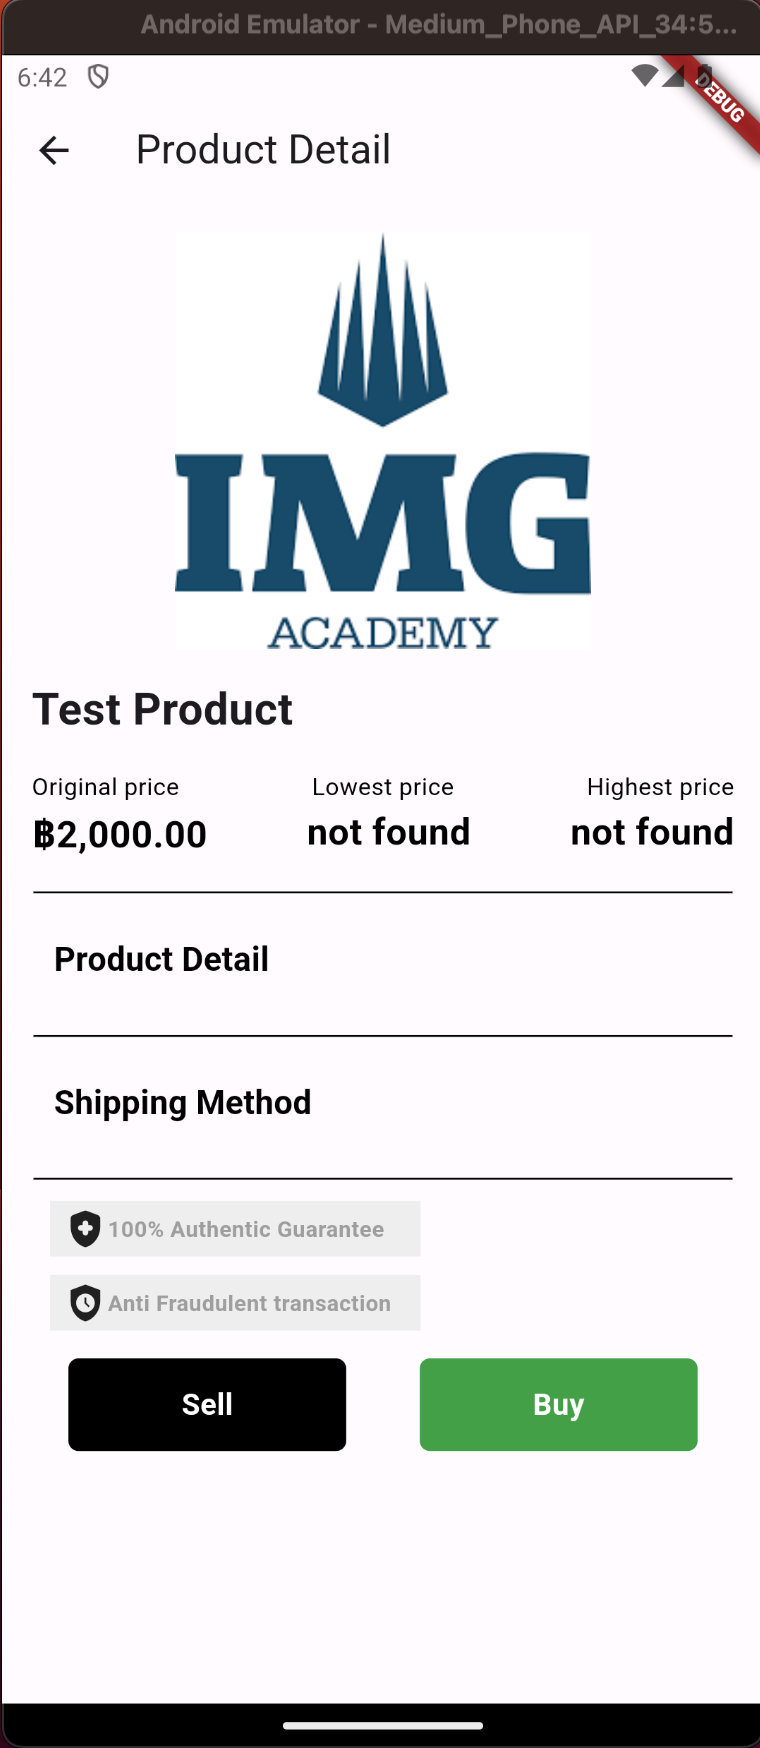 Android Emulator - Medium_Phone_API_34:5...
6:42
DEBUG
Product Detail
IMG
ACADEMY
Test Product
Original price Lowest price Highest price
฿2,000.00 not found not found
Product Detail
Shipping Method
100% Authentic Guarantee
Anti Fraudulent transaction
Sell Buy